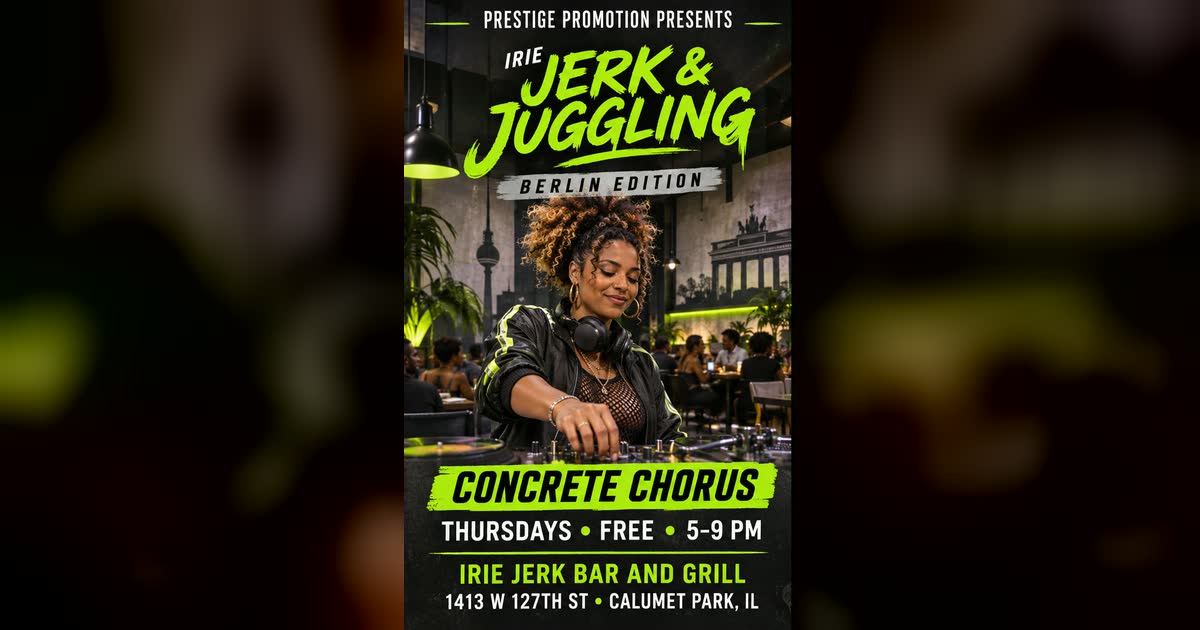 PRESTIGE PROMOTION PRESENTS
IRIE
JERK &
JUGGLING
BERLIN EDITION
CONCRETE CHORUS
THURSDAYS • FREE • 5-9 PM
IRIE JERK BAR AND GRILL
1413 W 127TH ST • CALUMET PARK, IL